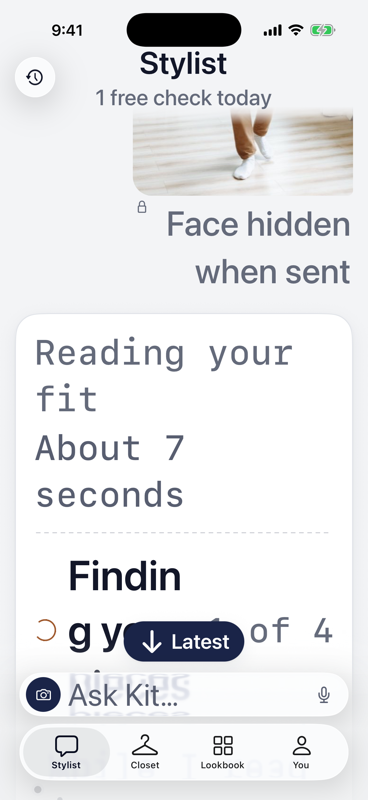 9:41
Stylist
1 free check today
Face hidden
when sent
Reading your
fit
About 7
seconds
Findin
g
of 4
Latest
Ask Kit...
Stylist
Closet
Lookbook
You